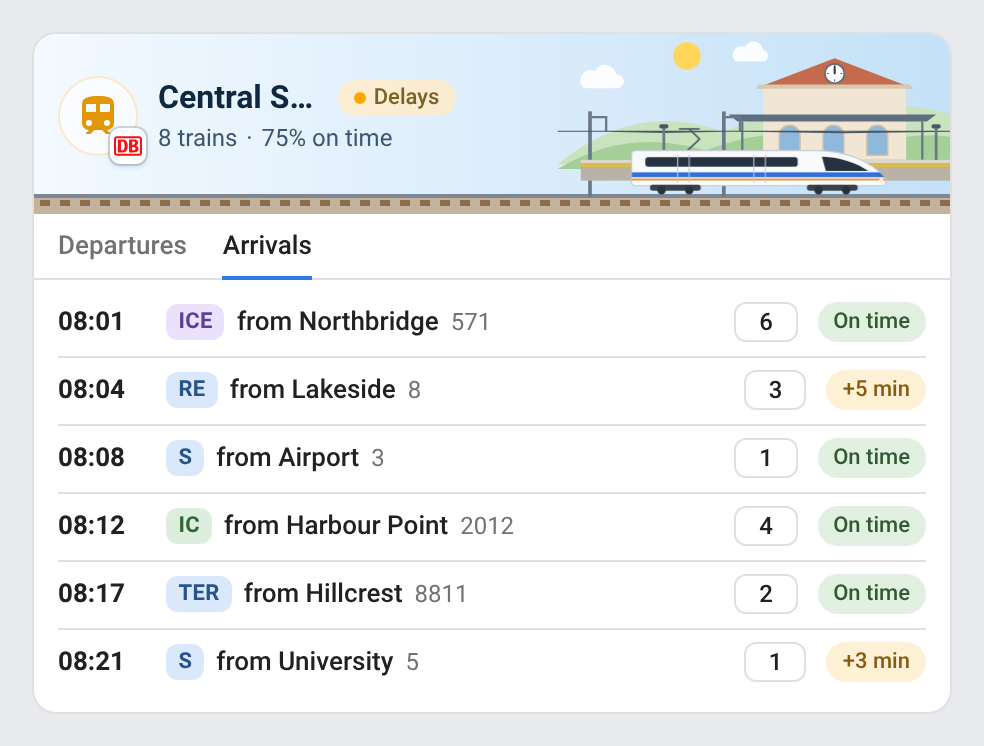 Central S… Delays
8 trains · 75% on time
DB
Departures Arrivals
08:01 ICE from Northbridge 571 6 On time
08:04 RE from Lakeside 8 3 +5 min
08:08 S from Airport 3 1 On time
08:12 IC from Harbour Point 2012 4 On time
08:17 TER from Hillcrest 8811 2 On time
08:21 S from University 5 1 +3 min